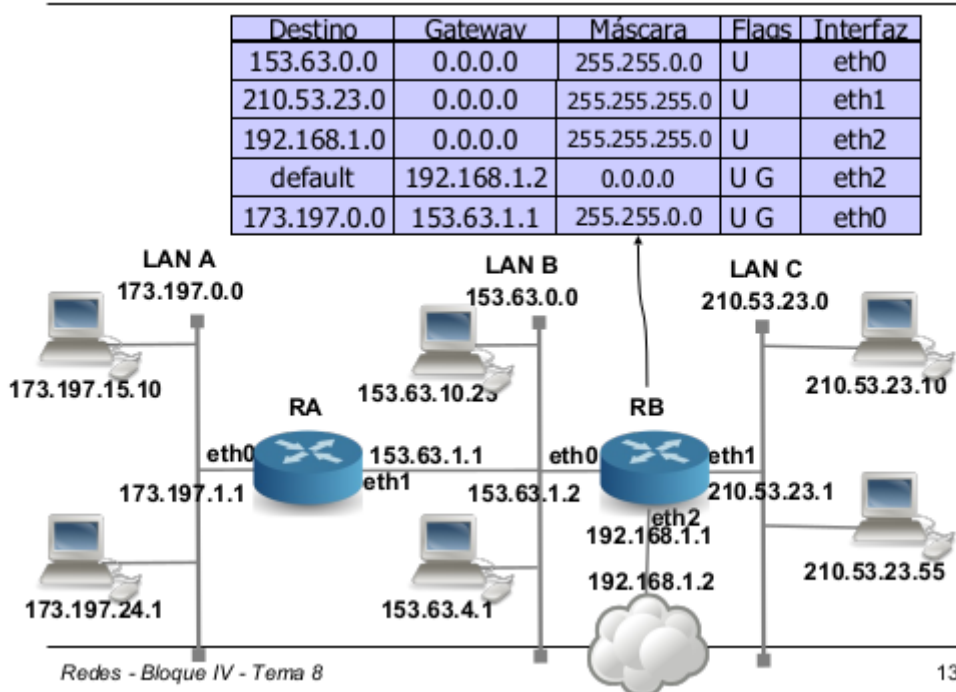 Destino Gateway Máscara Flags Interfaz
153.63.0.0 0.0.0.0 255.255.0.0 U eth0
210.53.23.0 0.0.0.0 255.255.255.0 U eth1
192.168.1.0 0.0.0.0 255.255.255.0 U eth2
default 192.168.1.2 0.0.0.0 U G eth2
173.197.0.0 153.63.1.1 255.255.0.0 U G eth0
LAN A
173.197.0.0
LAN B
153.63.0.0
LAN C
210.53.23.0
173.197.15.10
153.63.10.23
210.53.23.10
RA
RB
eth0
153.63.1.1
eth1
173.197.1.1
eth0
153.63.1.2
eth1
210.53.23.1
eth2
192.168.1.1
192.168.1.2
173.197.24.1
153.63.4.1
210.53.23.55
Redes - Bloque IV - Tema 8
13